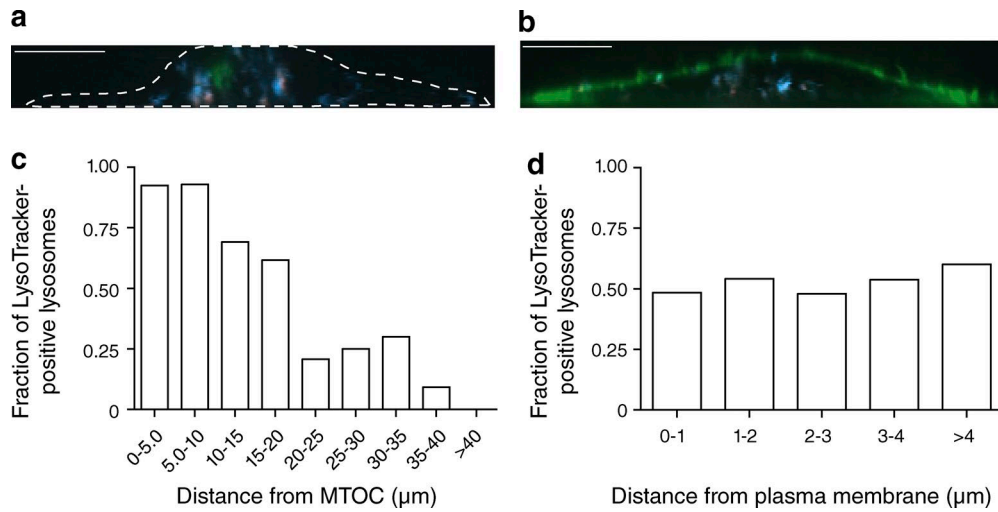 a
b
c
Fraction of LysoTracker-
positive lysosomes
1.00
0.75
0.50
0.25
0
0-5.0
5.0-10
10-15
15-20
20-25
25-30
30-35
35-40
>40
Distance from MTOC (µm)
d
Fraction of LysoTracker-
positive lysosomes
1.00
0.75
0.50
0.25
0
0-1
1-2
2-3
3-4
>4
Distance from plasma membrane (µm)